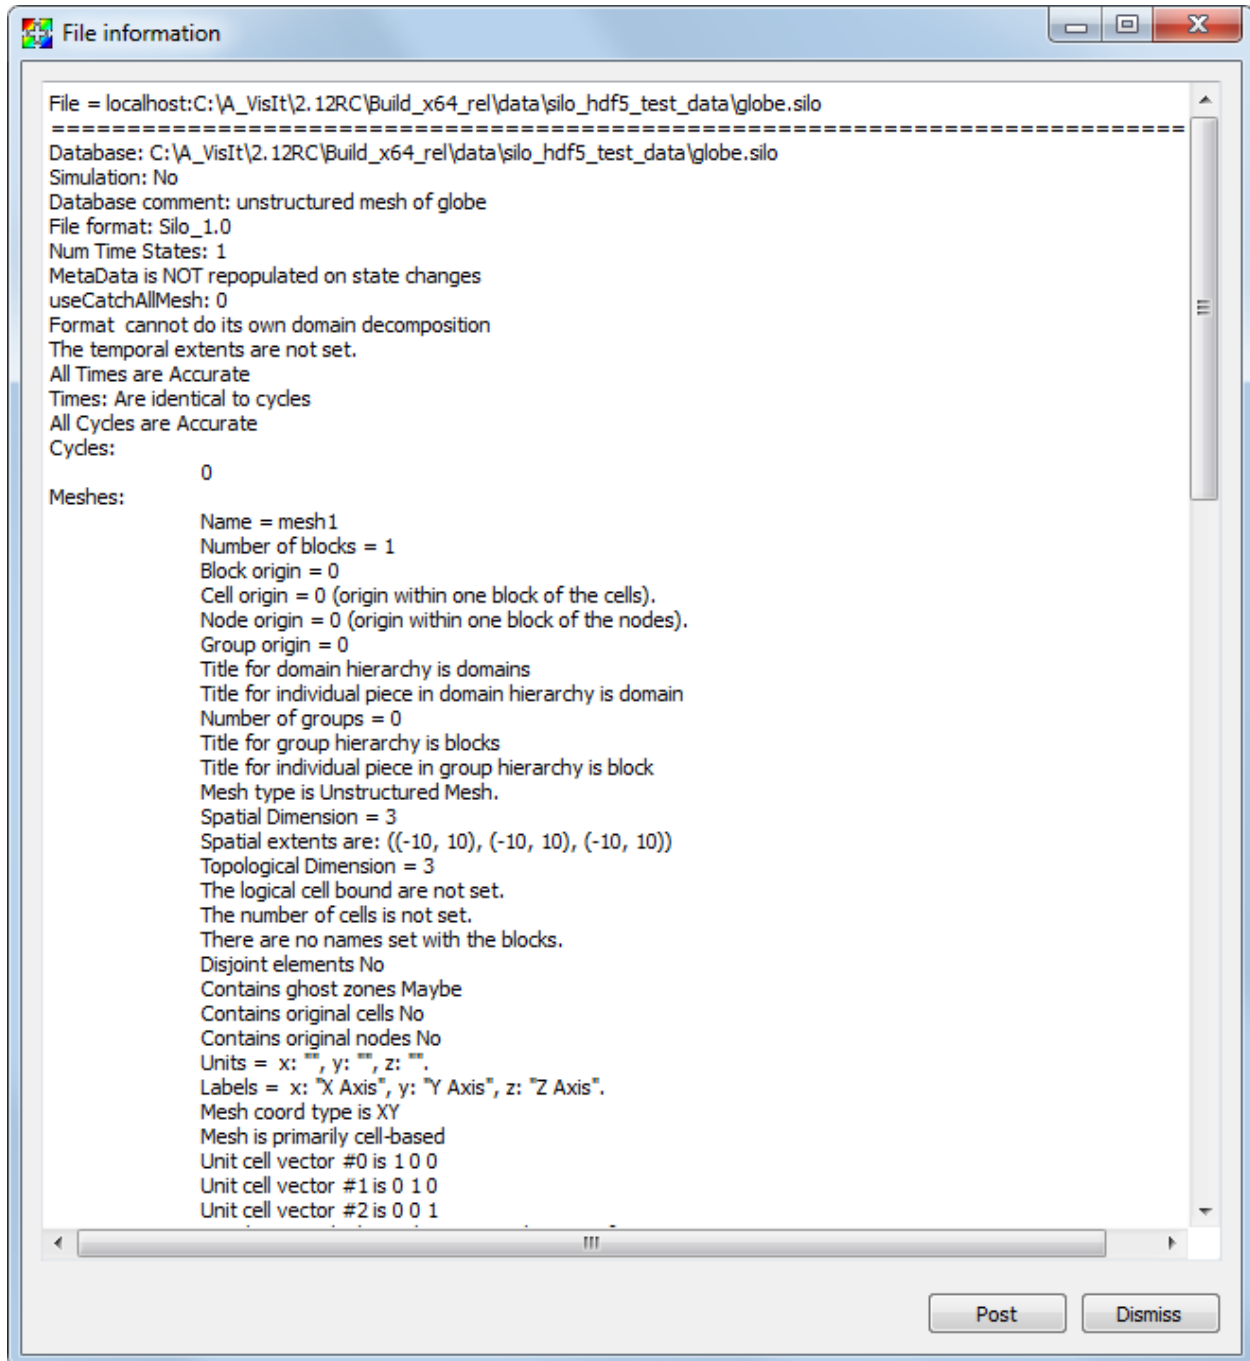 File information
File = localhost:C:\A_VisIt\2.12RC\Build_x64_rel\data\silo_hdf5_test_data\globe.silo
===========================================================================
Database: C:\A_VisIt\2.12RC\Build_x64_rel\data\silo_hdf5_test_data\globe.silo
Simulation: No
Database comment: unstructured mesh of globe
File format: Silo_1.0
Num Time States: 1
MetaData is NOT repopulated on state changes
useCatchAllMesh: 0
Format  cannot do its own domain decomposition
The temporal extents are not set.
All Times are Accurate
Times: Are identical to cycles
All Cycles are Accurate
Cycles:
0
Meshes:
Name = mesh1
Number of blocks = 1
Block origin = 0
Cell origin = 0 (origin within one block of the cells).
Node origin = 0 (origin within one block of the nodes).
Group origin = 0
Title for domain hierarchy is domains
Title for individual piece in domain hierarchy is domain
Number of groups = 0
Title for group hierarchy is blocks
Title for individual piece in group hierarchy is block
Mesh type is Unstructured Mesh.
Spatial Dimension = 3
Spatial extents are: ((-10, 10), (-10, 10), (-10, 10))
Topological Dimension = 3
The logical cell bound are not set.
The number of cells is not set.
There are no names set with the blocks.
Disjoint elements No
Contains ghost zones Maybe
Contains original cells No
Contains original nodes No
Units =  x: "", y: "", z: "".
Labels =  x: "X Axis", y: "Y Axis", z: "Z Axis".
Mesh coord type is XY
Mesh is primarily cell-based
Unit cell vector #0 is 1 0 0
Unit cell vector #1 is 0 1 0
Unit cell vector #2 is 0 0 1
Post
Dismiss